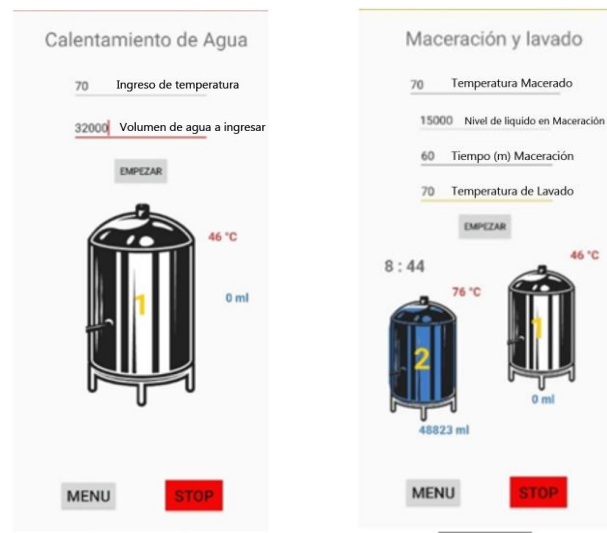 Calentamiento de Agua
70 Ingreso de temperatura
32000 Volumen de agua a ingresar
EMPEZAR
46 °C
1
0 ml
MENU
STOP
Maceración y lavado
70 Temperatura Macerado
15000 Nivel de liquido en Maceración
60 Tiempo (m) Maceración
70 Temperatura de Lavado
EMPEZAR
8 : 44
46 °C
76 °C
1
2
0 ml
48823 ml
MENU
STOP